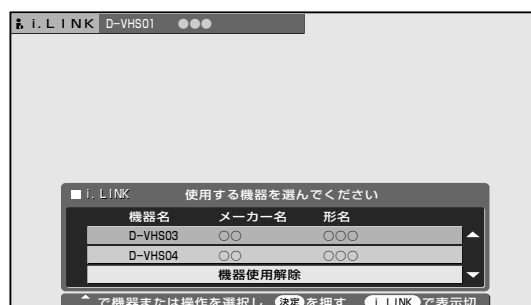 i.LINK D-VHS01 ●●●
■ i.LINK 使用する機器を選んでください
機器名 メーカー名 形名
D-VHS03 ○○ ○○○
D-VHS04 ○○ ○○○
機器使用解除
で機器または操作を選択し 決定 を押す i.LINK で表示切